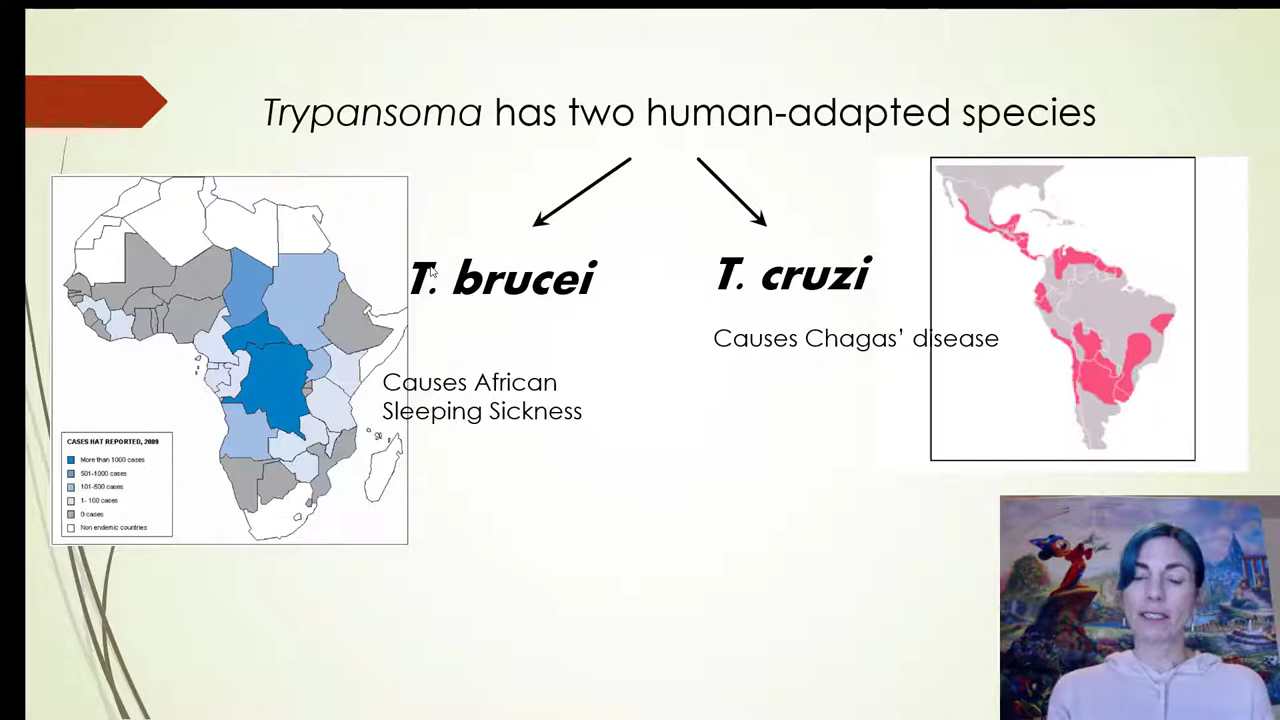 Trypansoma has two human-adapted species
T. brucei
T. cruzi
Causes Chagas’ disease
Causes African
Sleeping Sickness
CASES HAT REPORTED, 2009
More than 1000 cases
501-1000 cases
101-500 cases
1- 100 cases
0 cases
Non endemic countries